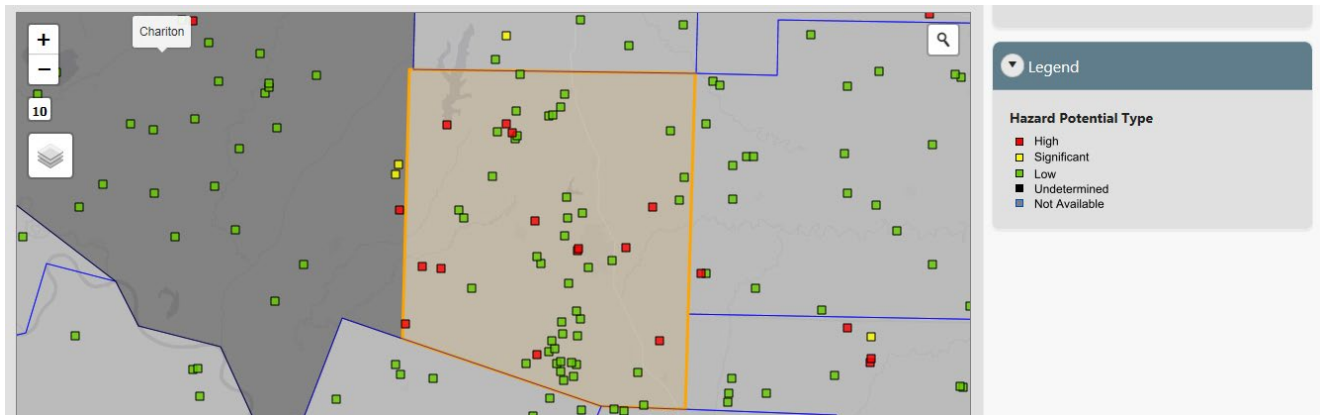 +
Chariton
−
10
Legend
Hazard Potential Type
High
Significant
Low
Undetermined
Not Available